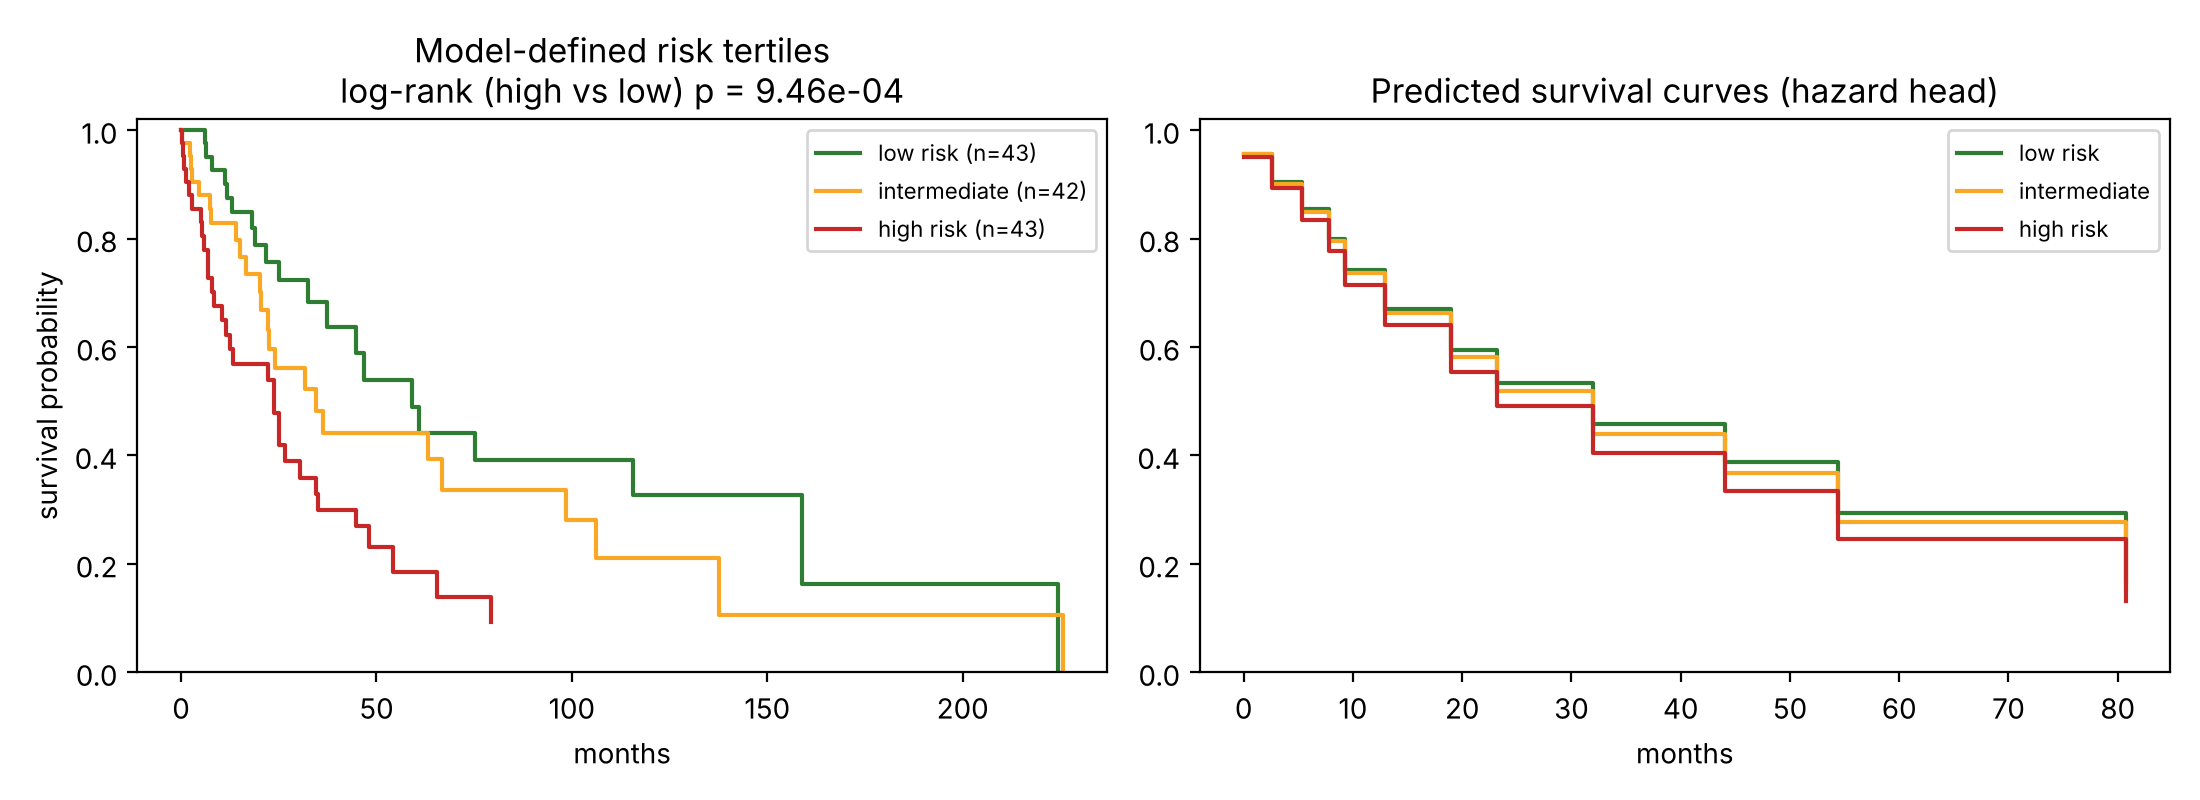 Model-defined risk tertiles
log-rank (high vs low) p = 9.46e-04
survival probability
1.0
0.8
0.6
0.4
0.2
0.0
0
50
100
150
200
months
low risk (n=43)
intermediate (n=42)
high risk (n=43)
Predicted survival curves (hazard head)
1.0
0.8
0.6
0.4
0.2
0.0
0
10
20
30
40
50
60
70
80
months
low risk
intermediate
high risk